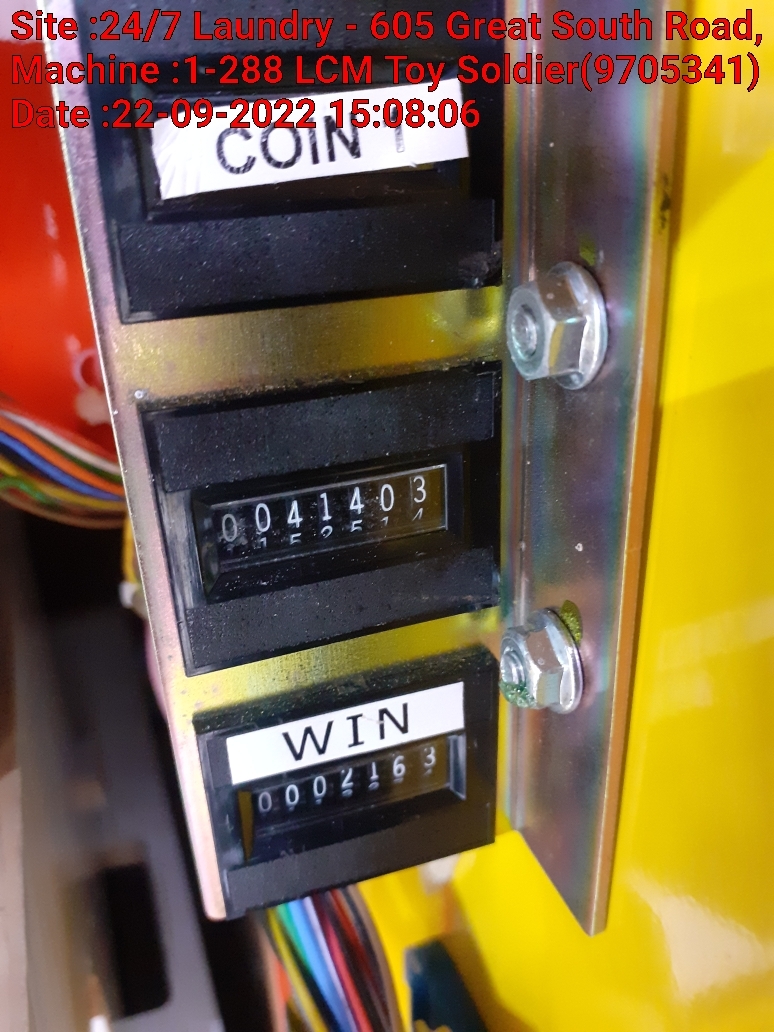 Site :24/7 Laundry - 605 Great South Road,
Machine :1-288 LCM Toy Soldier(9705341)
Date :22-09-2022 15:08:06
COIN 1
0041403
WIN
0002163